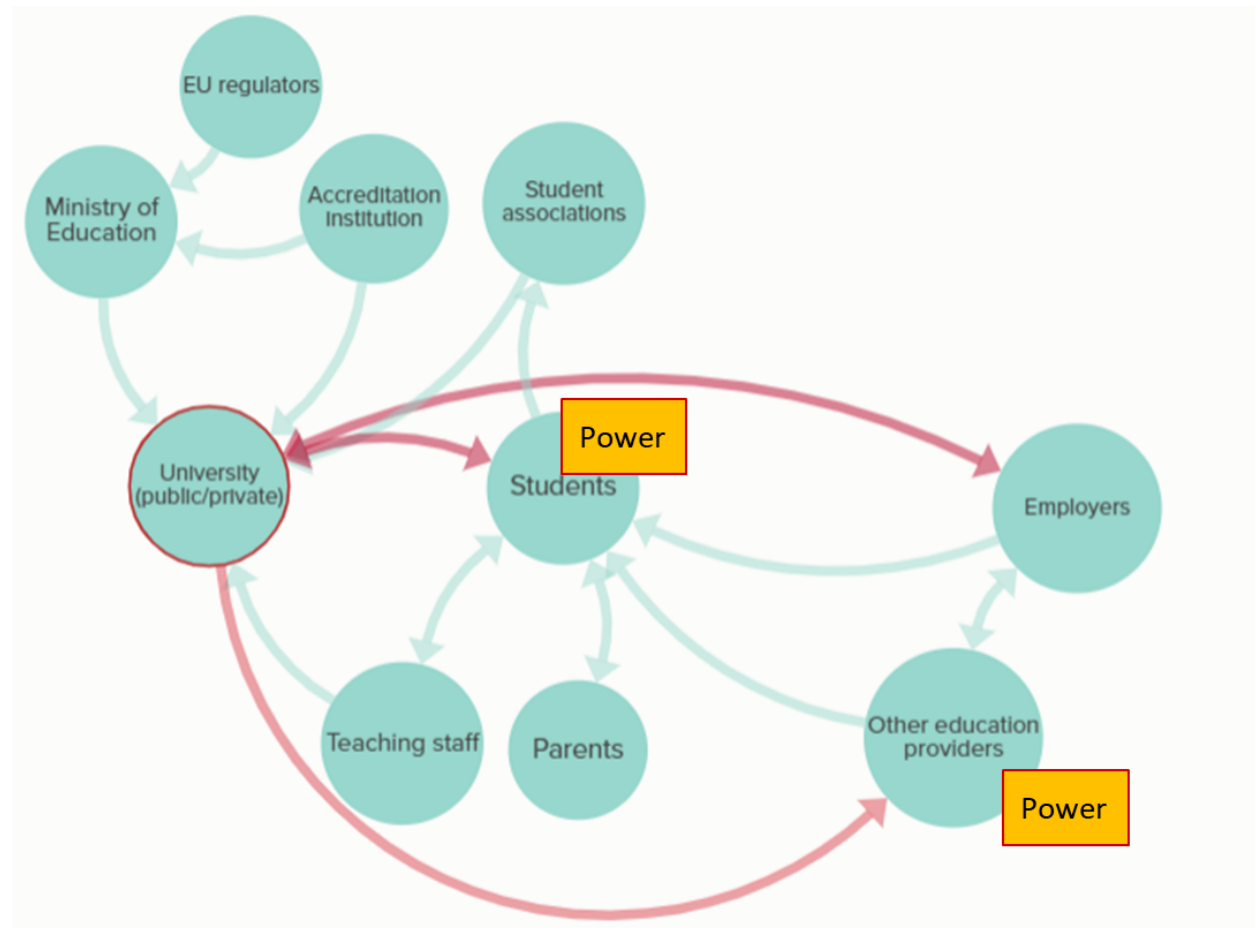 EU regulators
Ministry of
Education
Accreditation
institution
Student
associations
Power
University
(public/private)
Students
Employers
Teaching staff
Parents
Other education
providers
Power